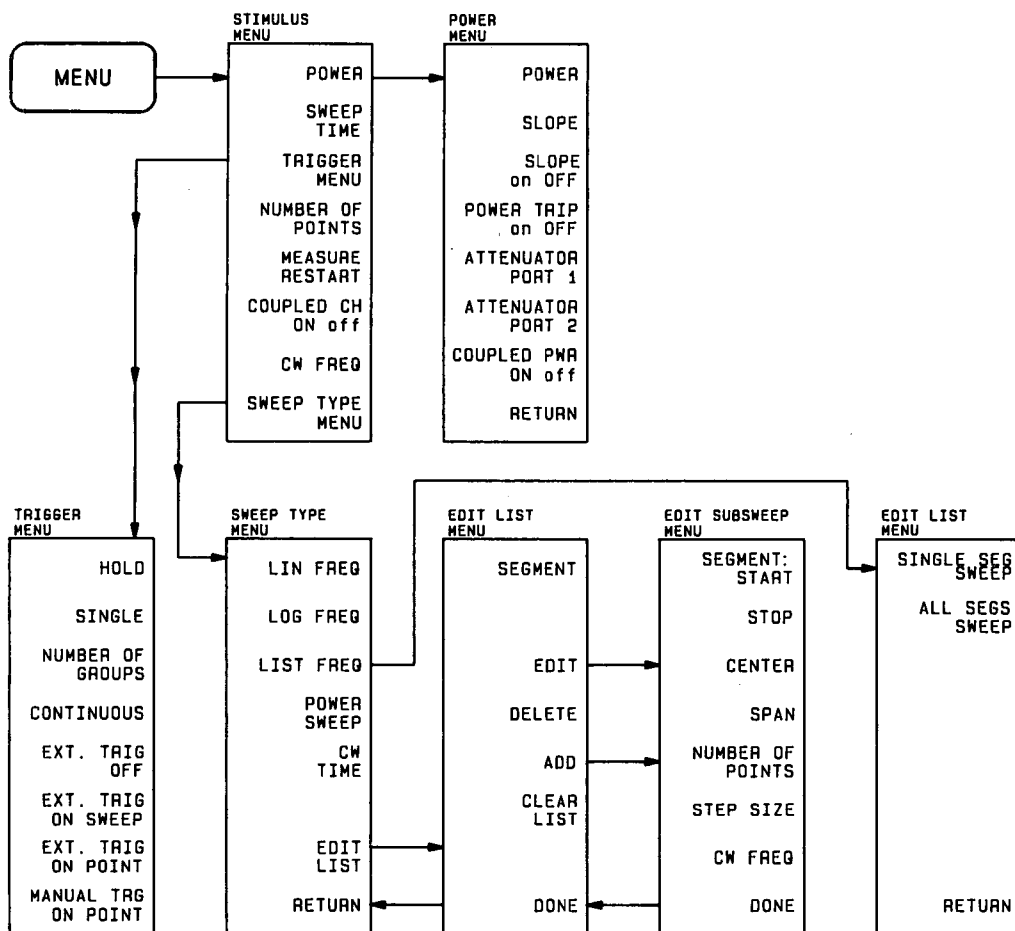 MENU
STIMULUS
MENU
POWER
SWEEP
TIME
TRIGGER
MENU
NUMBER OF
POINTS
MEASURE
RESTART
COUPLED CH
ON off
CW FREQ
SWEEP TYPE
MENU
POWER
MENU
POWER
SLOPE
SLOPE
on OFF
POWER TRIP
on OFF
ATTENUATOR
PORT 1
ATTENUATOR
PORT 2
COUPLED PWR
ON off
RETURN
TRIGGER
MENU
HOLD
SINGLE
NUMBER OF
GROUPS
CONTINUOUS
EXT. TRIG
OFF
EXT. TRIG
ON SWEEP
EXT. TRIG
ON POINT
MANUAL TRG
ON POINT
SWEEP TYPE
MENU
LIN FREQ
LOG FREQ
LIST FREQ
POWER
SWEEP
CW
TIME
EDIT
LIST
RETURN
EDIT LIST
MENU
SEGMENT
EDIT
DELETE
ADD
CLEAR
LIST
DONE
EDIT SUBSWEEP
MENU
SEGMENT:
START
STOP
CENTER
SPAN
NUMBER OF
POINTS
STEP SIZE
CW FREQ
DONE
EDIT LIST
MENU
SINGLE SEG
SWEEP
ALL SEGS
SWEEP
RETURN